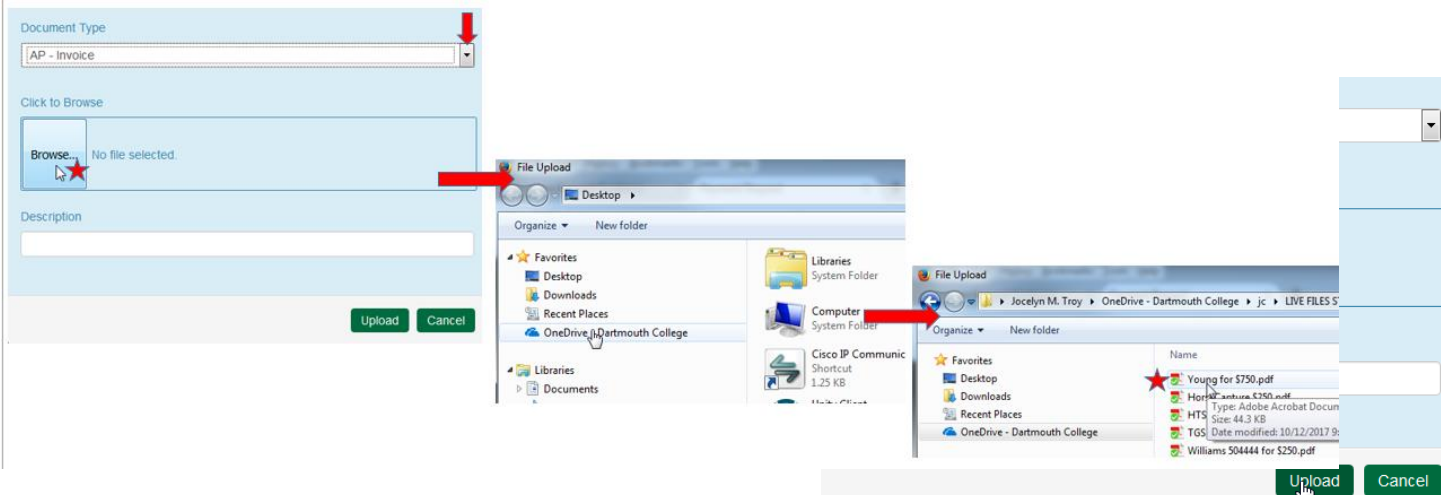 Document Type
AP - Invoice
Click to Browse
Browse... No file selected.
Description
Upload Cancel
File Upload
Desktop
Organize New folder
Favorites
Desktop
Downloads
Recent Places
OneDrive - Dartmouth College
Libraries
Documents
Libraries
System Folder
Computer
System Folder
Cisco IP Communic
Shortcut
1.25 KB
File Upload
Jocelyn M. Troy OneDrive - Dartmouth College jc LIVE FILES ST
Organize New folder
Favorites
Desktop
Downloads
Recent Places
OneDrive - Dartmouth College
Name
Young for $750.pdf
HTS
TGS
Williams 504444 for $250.pdf
Type: Adobe Acrobat Docum
Size: 44.3 KB
Date modified: 10/12/2017 9:
Upload Cancel